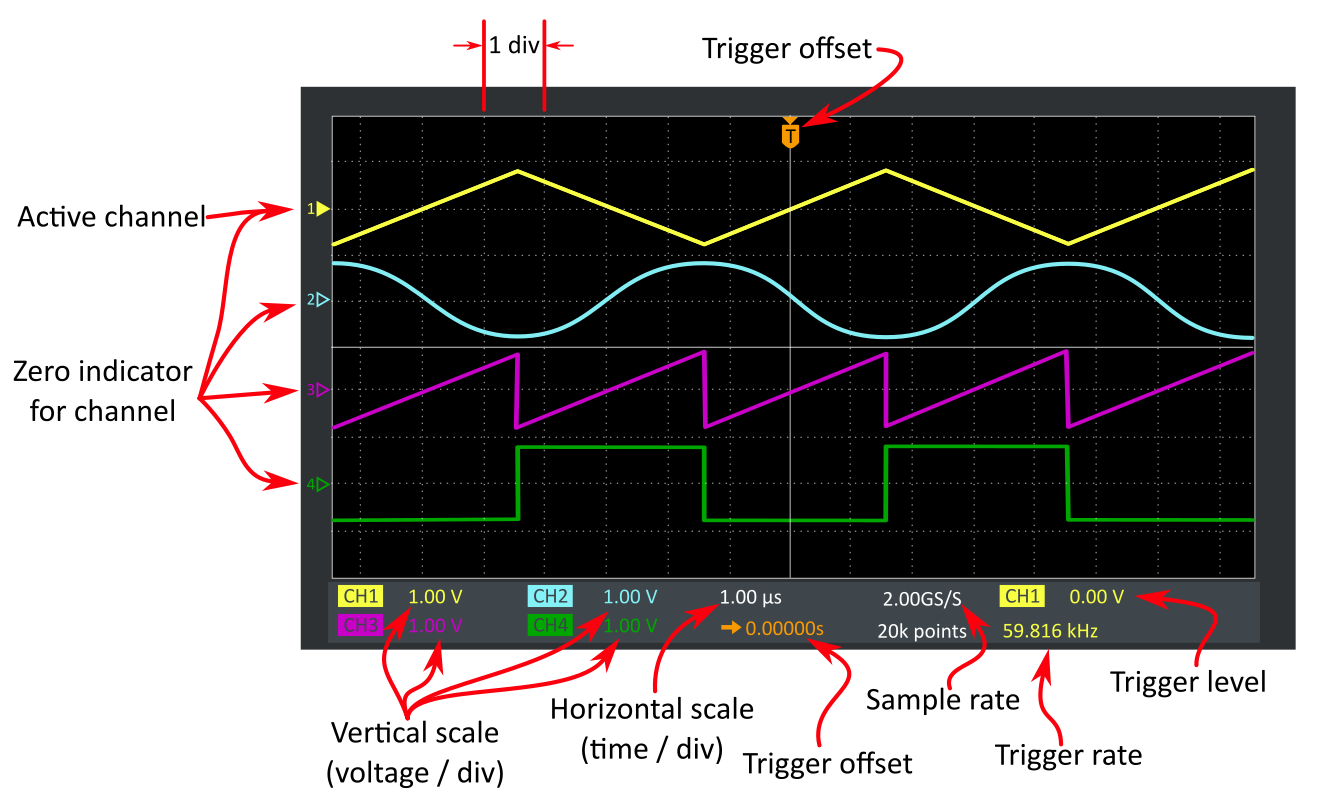 1 div
Trigger offset
T
1
Active channel
2
Zero indicator
for channel
3
4
CH1 1.00 V CH2 1.00 V 1.00 µs 2.00GS/S CH1 0.00 V
CH3 1.00 V CH4 1.00 V 0.00000s 20k points 59.816 kHz
Vertical scale
(voltage / div)
Horizontal scale
(time / div)
Trigger offset
Sample rate
Trigger rate
Trigger level